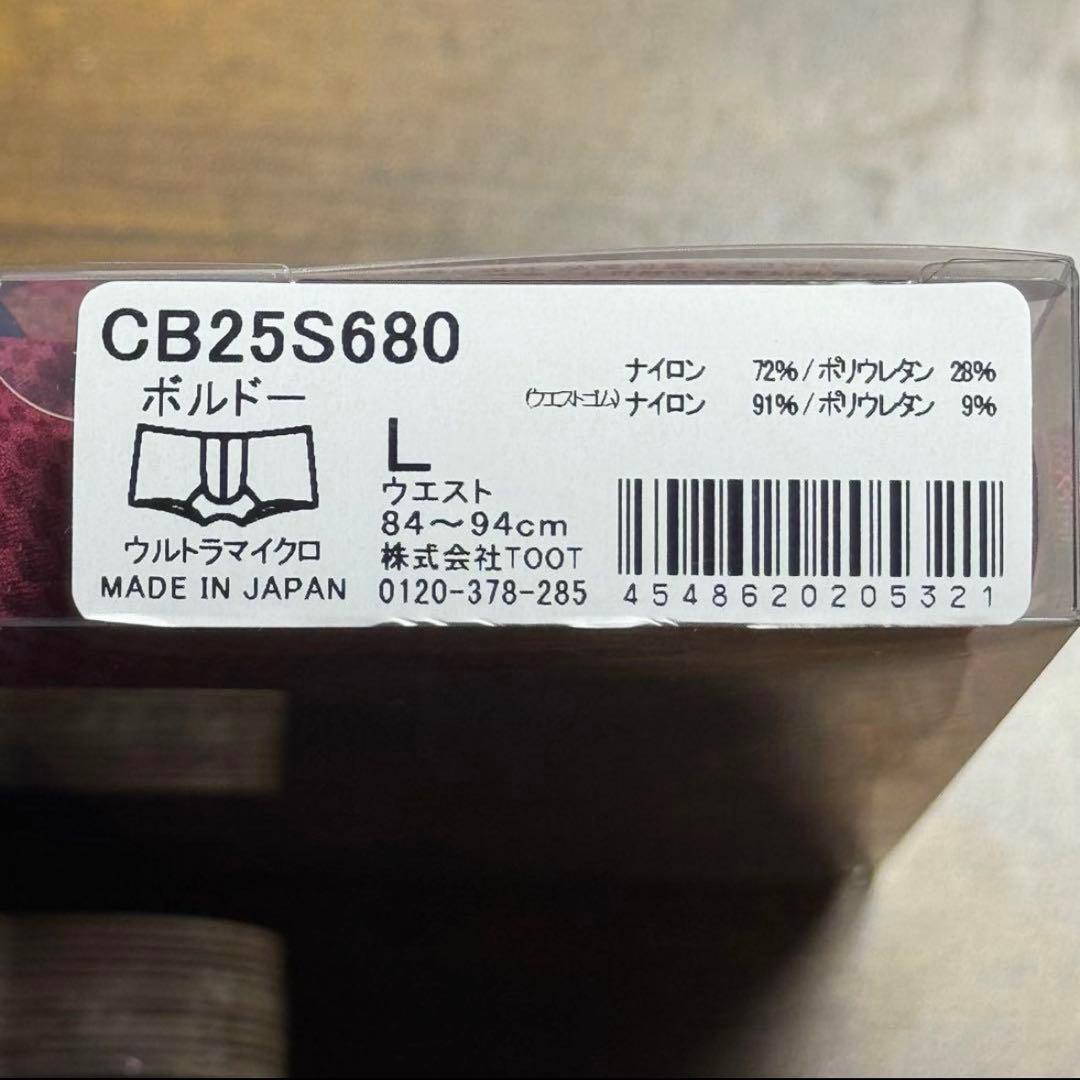 CB25S680
ボルドー
ナイロン 72%/ポリウレタン 28%
(ウエストゴム)ナイロン 91%/ポリウレタン 9%
L
ウエスト
84～94cm
ウルトラマイクロ
MADE IN JAPAN
株式会社TOOT
0120-378-285
4548620205321